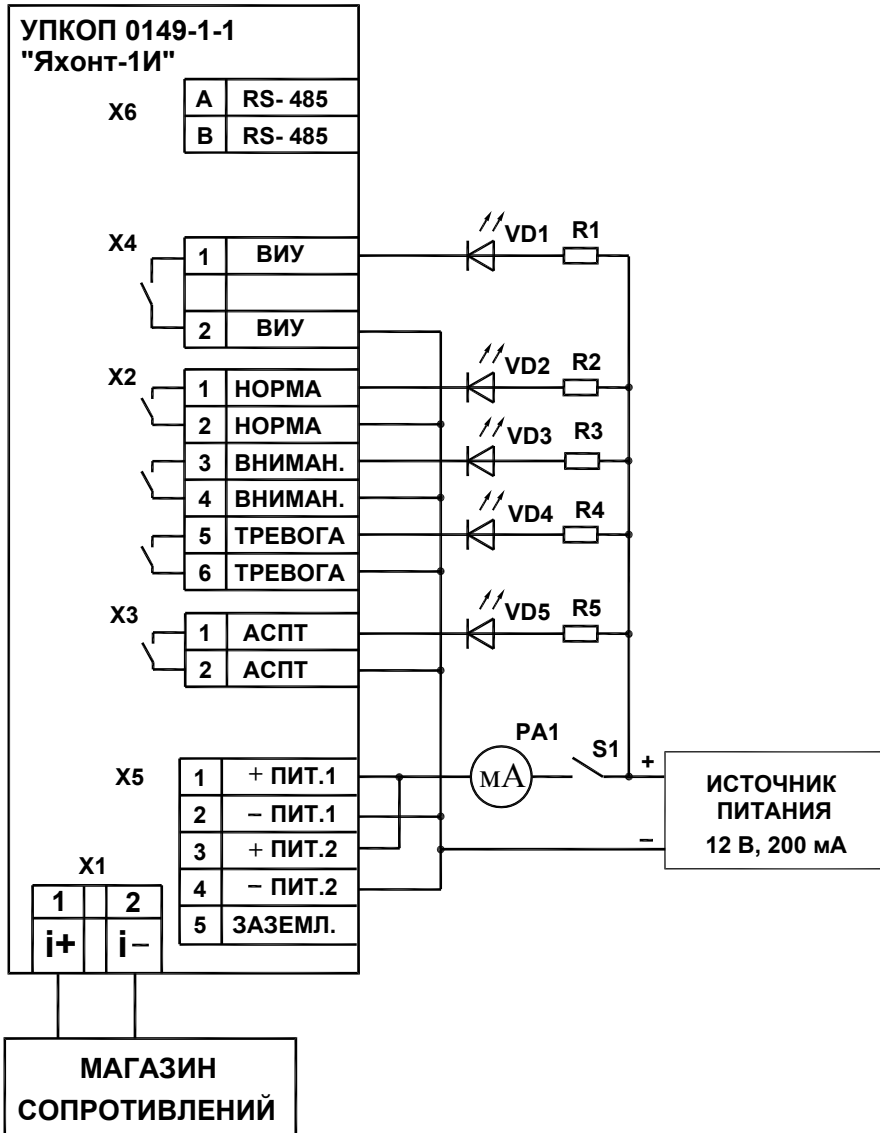 УПКОП 0149-1-1
"Яхонт-1И"
X6
A RS- 485
B RS- 485
X4
1 ВИУ
2 ВИУ
VD1 R1
X2
1 НОРМА
2 НОРМА
3 ВНИМАН.
4 ВНИМАН.
5 ТРЕВОГА
6 ТРЕВОГА
VD2 R2
VD3 R3
VD4 R4
X3
1 АСПТ
2 АСПТ
VD5 R5
PA1
мА
S1
X5
1 + ПИТ.1
2 – ПИТ.1
3 + ПИТ.2
4 – ПИТ.2
5 ЗАЗЕМЛ.
+
–
ИСТОЧНИК
ПИТАНИЯ
12 В, 200 мА
X1
1 2
i+ i–
МАГАЗИН
СОПРОТИВЛЕНИЙ